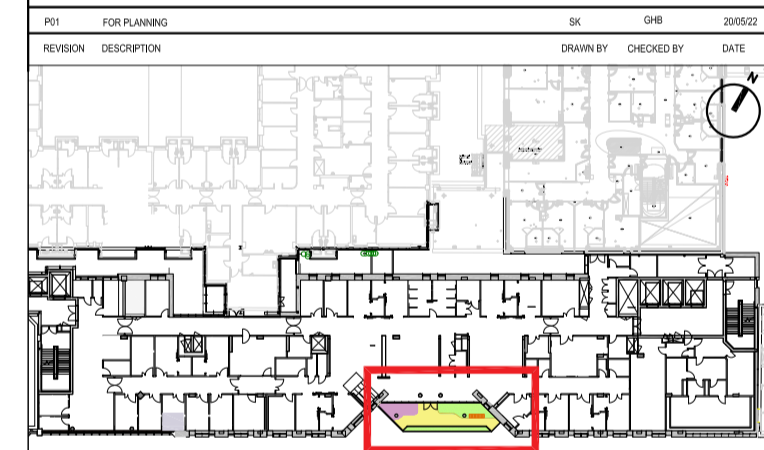 P01 FOR PLANNING SK GHB 20/05/22
REVISION DESCRIPTION DRAWN BY CHECKED BY DATE
N